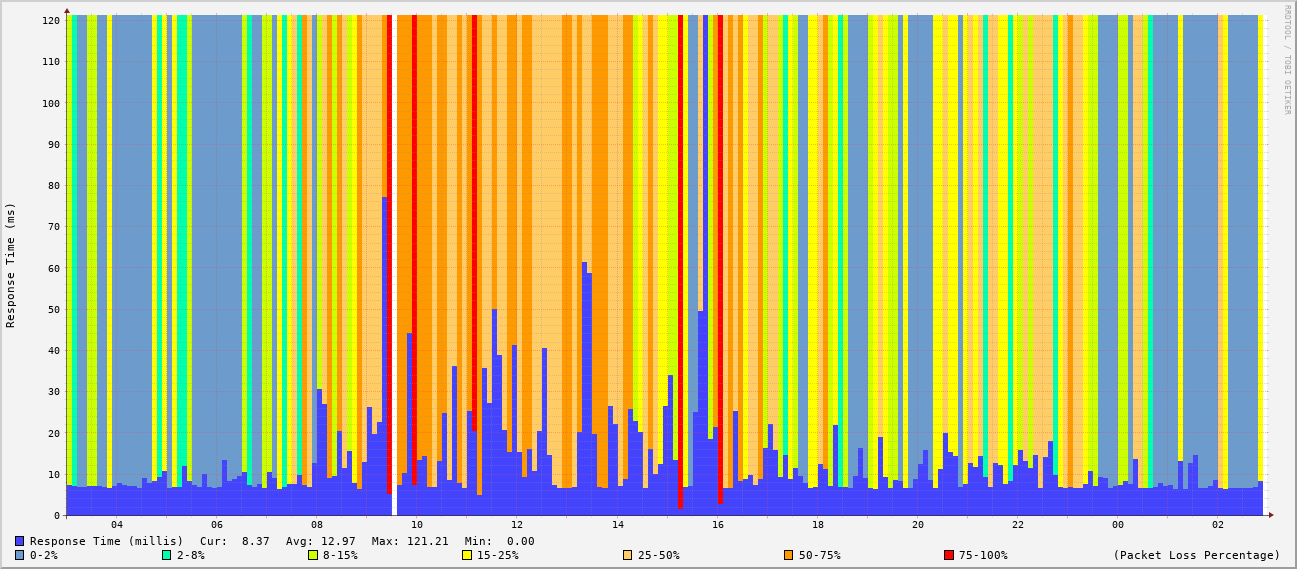 RRDTOOL / TOBI OETIKER
Response Time (ms)
120
110
100
90
80
70
60
50
40
30
20
10
0
04 06 08 10 12 14 16 18 20 22 00 02
Response Time (millis) Cur: 8.37 Avg: 12.97 Max: 121.21 Min: 0.00
0-2% 2-8% 8-15% 15-25% 25-50% 50-75% 75-100% (Packet Loss Percentage)